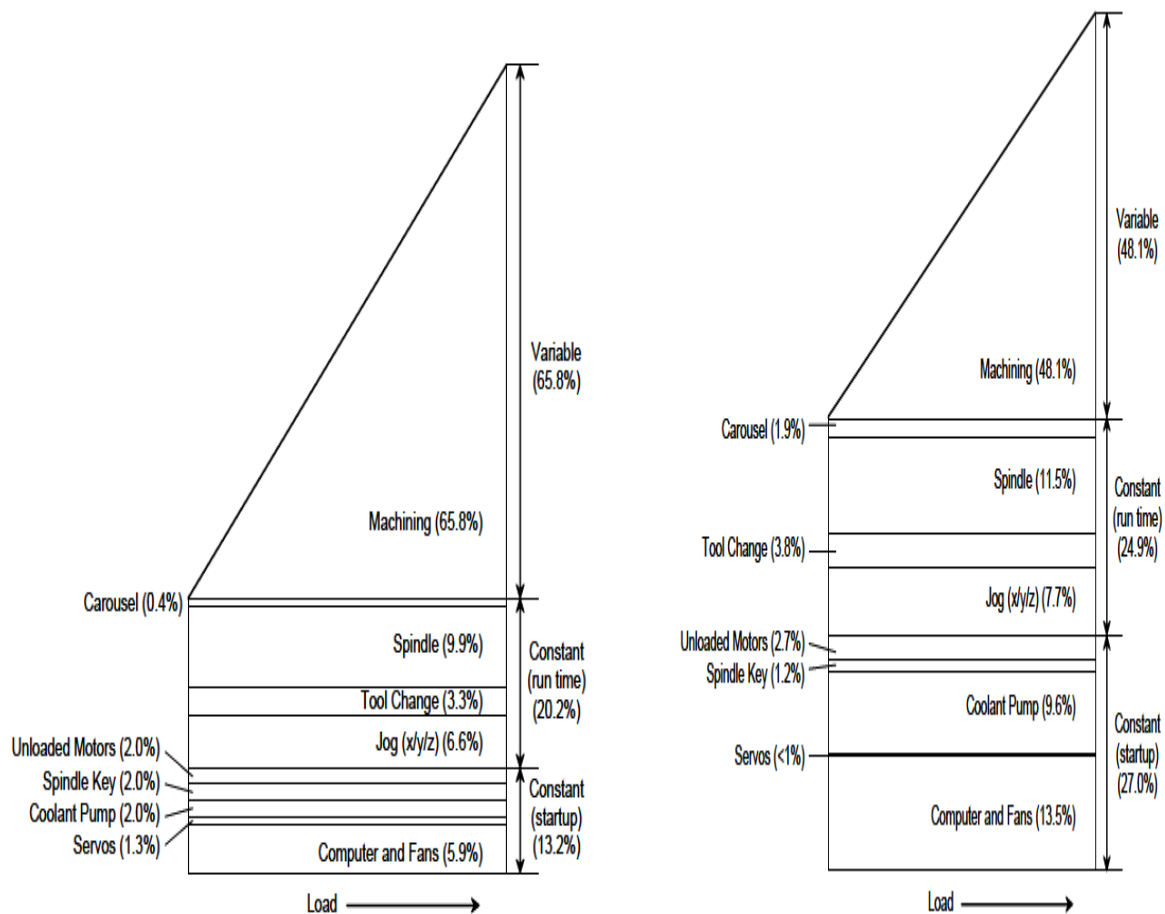 Variable
(65.8%)
Machining (65.8%)
Carousel (0.4%)
Spindle (9.9%)
Constant
(run time)
(20.2%)
Tool Change (3.3%)
Jog (x/y/z) (6.6%)
Unloaded Motors (2.0%)
Spindle Key (2.0%)
Coolant Pump (2.0%)
Servos (1.3%)
Constant
(startup)
(13.2%)
Computer and Fans (5.9%)
Load
Variable
(48.1%)
Machining (48.1%)
Carousel (1.9%)
Spindle (11.5%)
Constant
(run time)
(24.9%)
Tool Change (3.8%)
Jog (x/y/z) (7.7%)
Unloaded Motors (2.7%)
Spindle Key (1.2%)
Coolant Pump (9.6%)
Constant
(startup)
(27.0%)
Servos (<1%)
Computer and Fans (13.5%)
Load